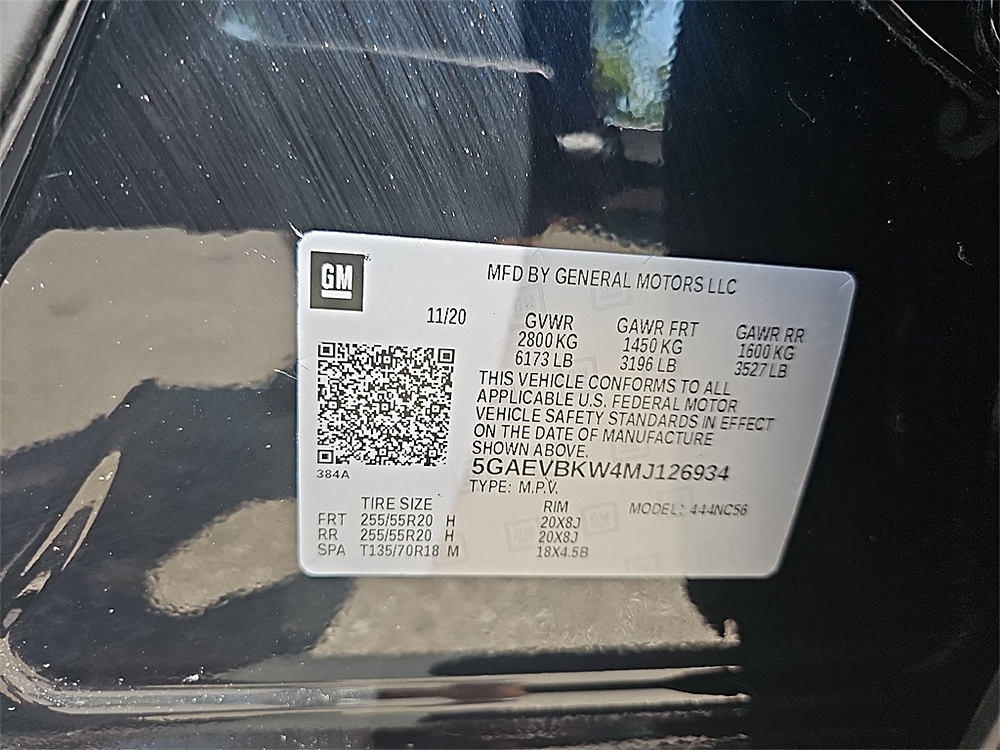 GM
MFD BY GENERAL MOTORS LLC
11/20
GVWR GAWR FRT GAWR RR
2800 KG 1450 KG 1600 KG
6173 LB 3196 LB 3527 LB
THIS VEHICLE CONFORMS TO ALL
APPLICABLE U.S. FEDERAL MOTOR
VEHICLE SAFETY STANDARDS IN EFFECT
ON THE DATE OF MANUFACTURE
SHOWN ABOVE.
384A
5GAEVBKW4MJ126934
TYPE: M.P.V.
TIRE SIZE RIM MODEL: 444NC56
FRT 255/55R20 H 20X8J
RR 255/55R20 H 20X8J
SPA T135/70R18 M 18X4.5B